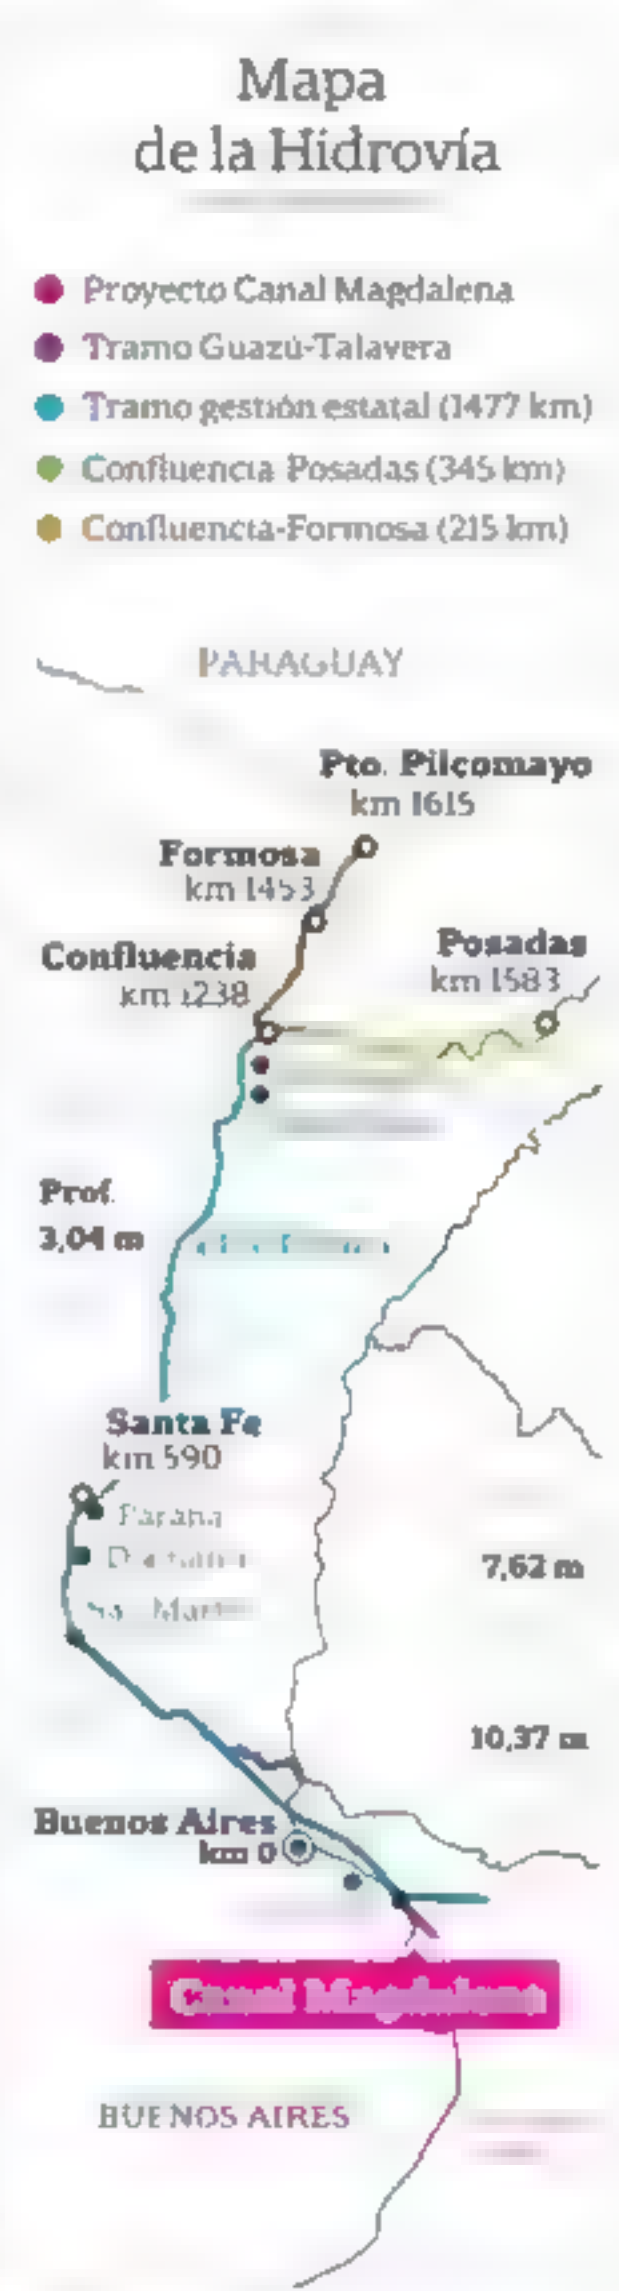 Mapa
de la Hidrovía
Proyecto Canal Magdalena
Tramo Guazú-Talavera
Tramo gestión estatal (1477 km)
Confluencia Posadas (345 km)
Confluencia-Formosa (215 km)
PARAGUAY
Pto. Pilcomayo
km 1615
Formosa
km 1453
Confluencia
km 1238
Posadas
km 1583
Prof.
3,04 m
Santa Fe
km 590
Parana
7,62 m
10,37 m
Buenos Aires
km 0
Canal Magdalena
BUENOS AIRES